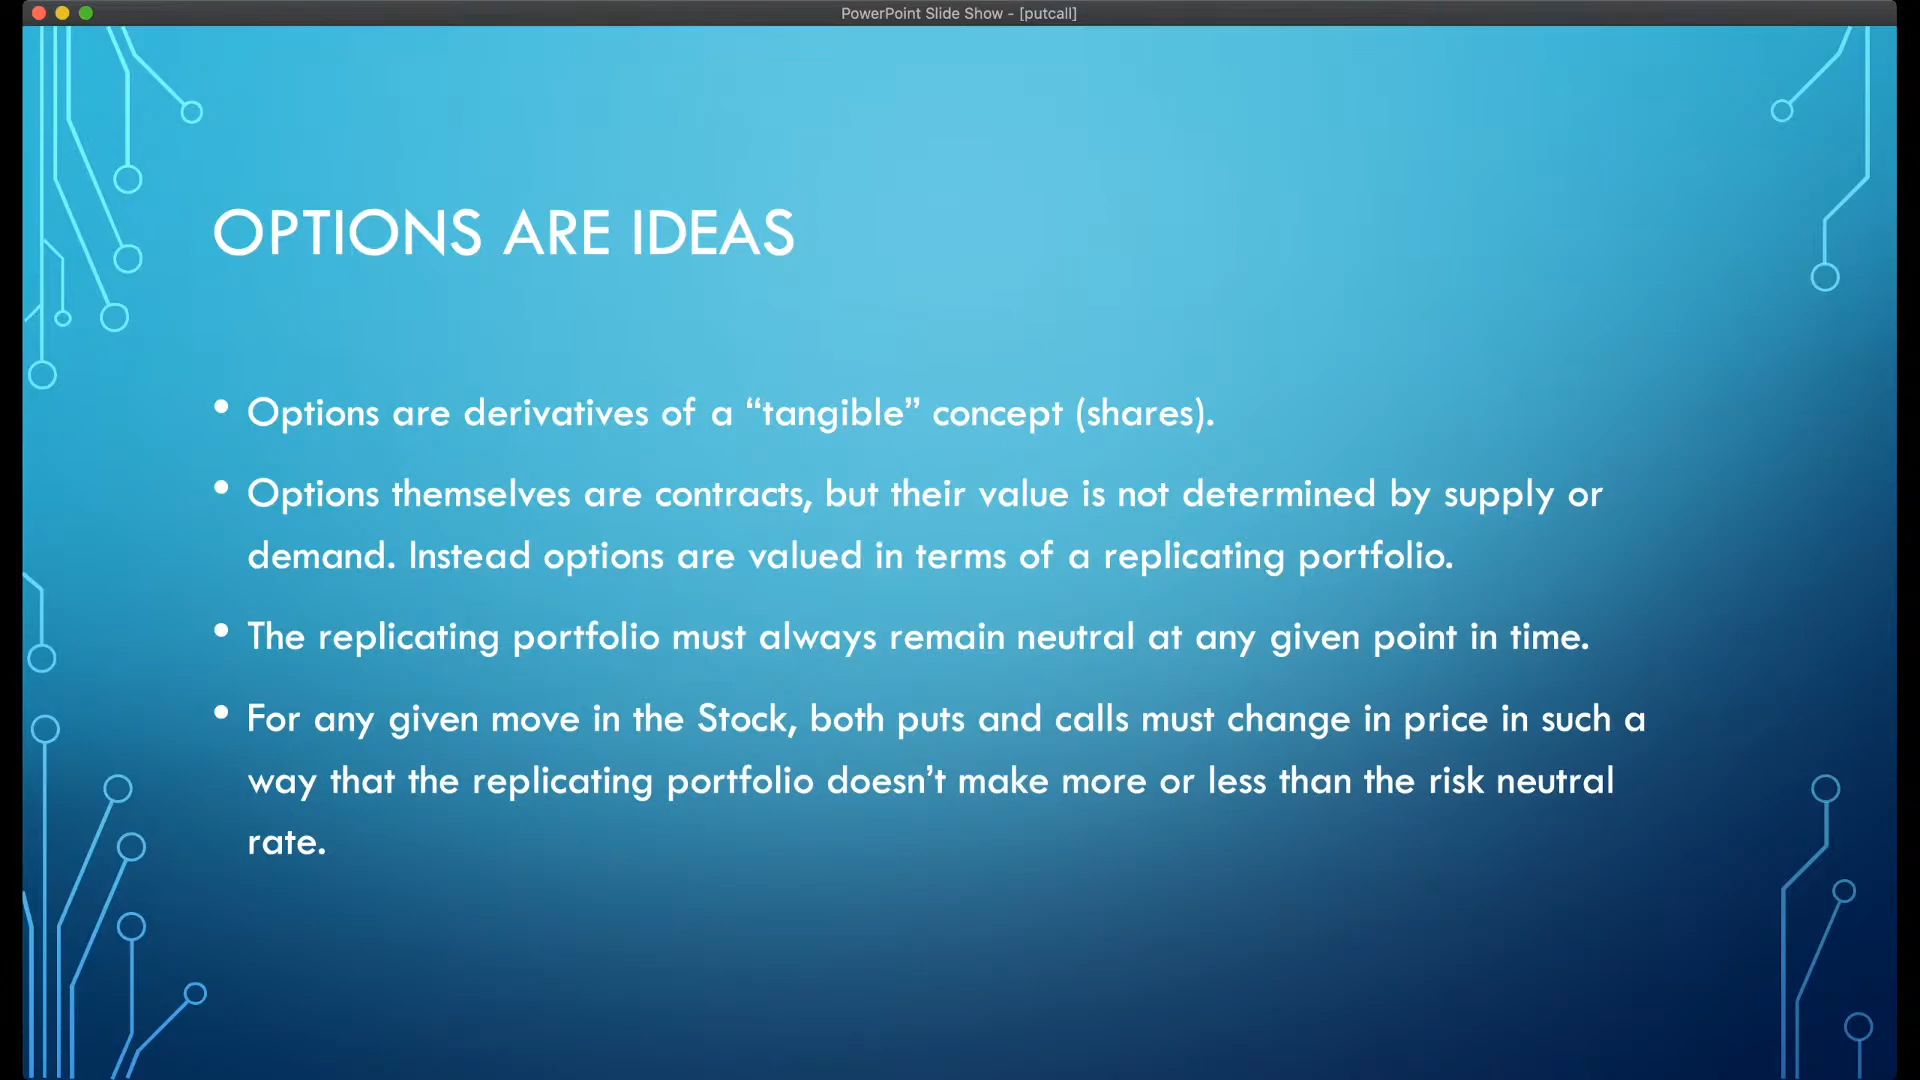 PowerPoint Slide Show - [putcall]
OPTIONS ARE IDEAS
• Options are derivatives of a “tangible” concept (shares).
• Options themselves are contracts, but their value is not determined by supply or
demand. Instead options are valued in terms of a replicating portfolio.
• The replicating portfolio must always remain neutral at any given point in time.
• For any given move in the Stock, both puts and calls must change in price in such a
way that the replicating portfolio doesn’t make more or less than the risk neutral
rate.